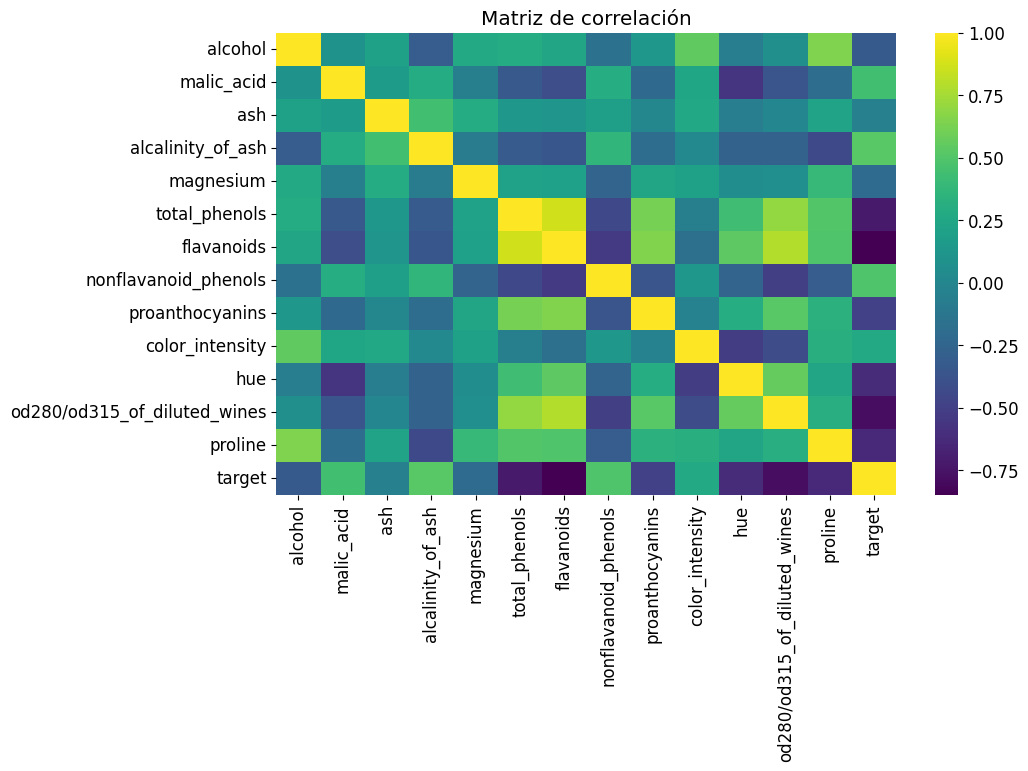 Matriz de correlación
alcohol
malic_acid
ash
alcalinity_of_ash
magnesium
total_phenols
flavanoids
nonflavanoid_phenols
proanthocyanins
color_intensity
hue
od280/od315_of_diluted_wines
proline
target
alcohol
malic_acid
ash
alcalinity_of_ash
magnesium
total_phenols
flavanoids
nonflavanoid_phenols
proanthocyanins
color_intensity
hue
od280/od315_of_diluted_wines
proline
target
1.00
0.75
0.50
0.25
0.00
−0.25
−0.50
−0.75